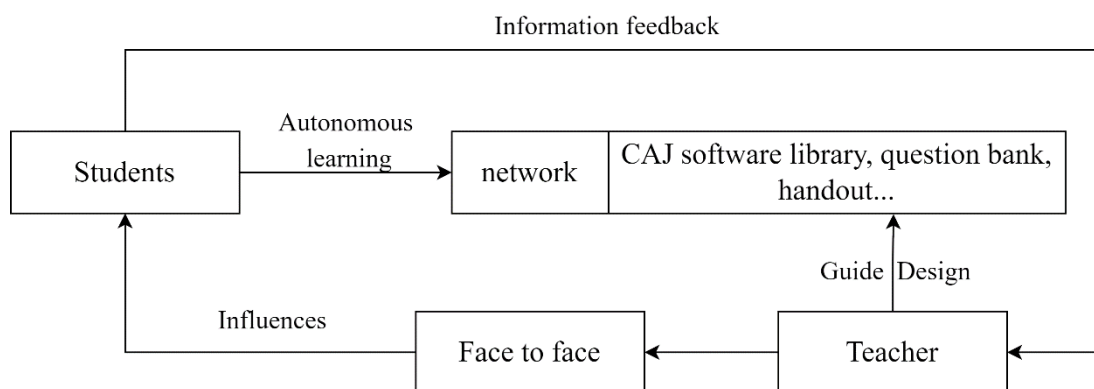 Information feedback
Autonomous
learning
Students
network
CAJ software library, question bank,
handout...
Guide Design
Influences
Face to face
Teacher